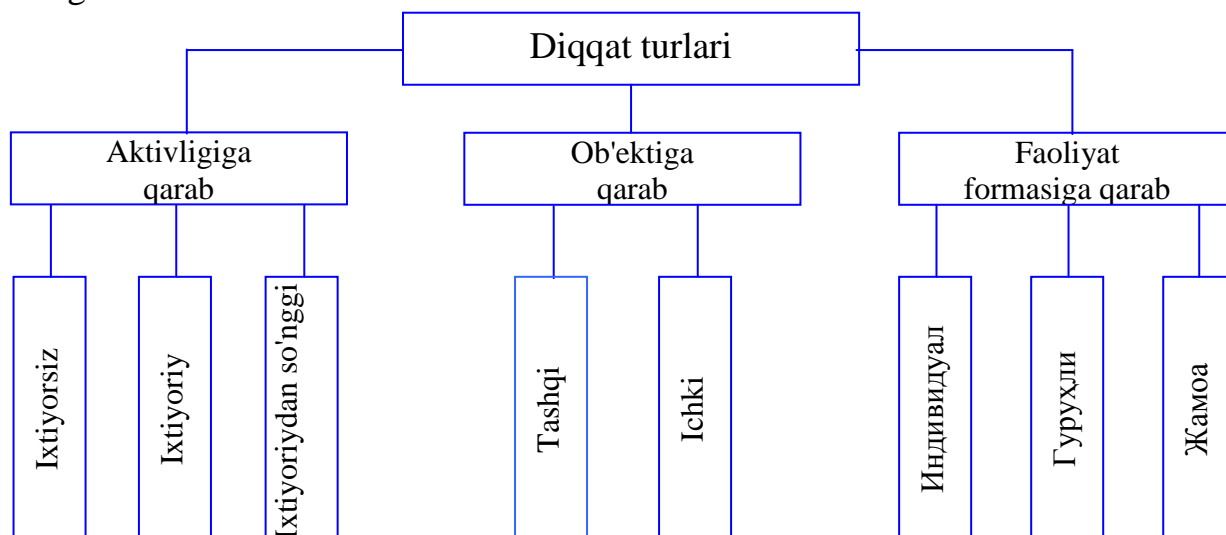 Diqqat turlari
Aktivligiga
qarab
Ob'ektiga
qarab
Faoliyat
formasiga qarab
Ixtiyorsiz
Ixtiyoriy
Ixtiyoriydan so'nggi
Tashqi
Ichki
Индивидуал
Гуруҳли
Жамоа